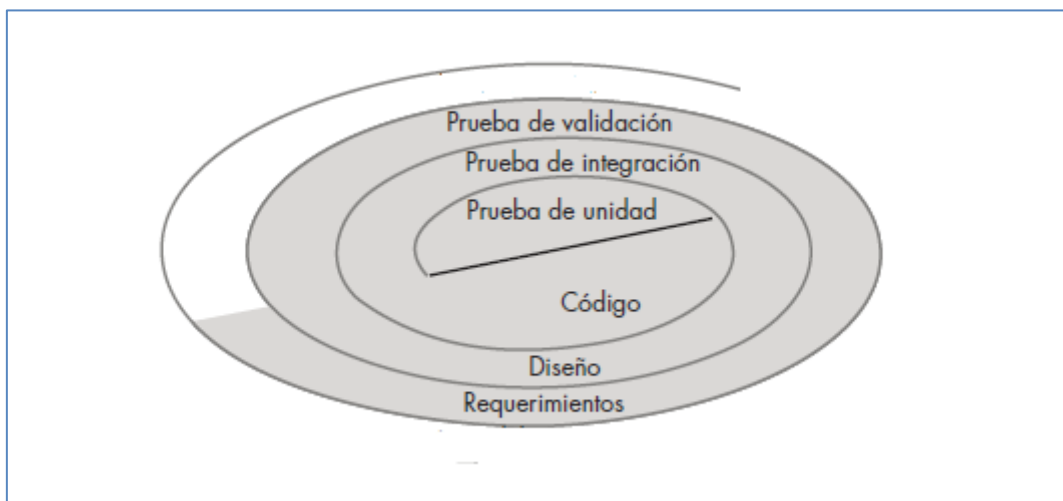 Prueba de validación
Prueba de integración
Prueba de unidad
Código
Diseño
Requerimientos